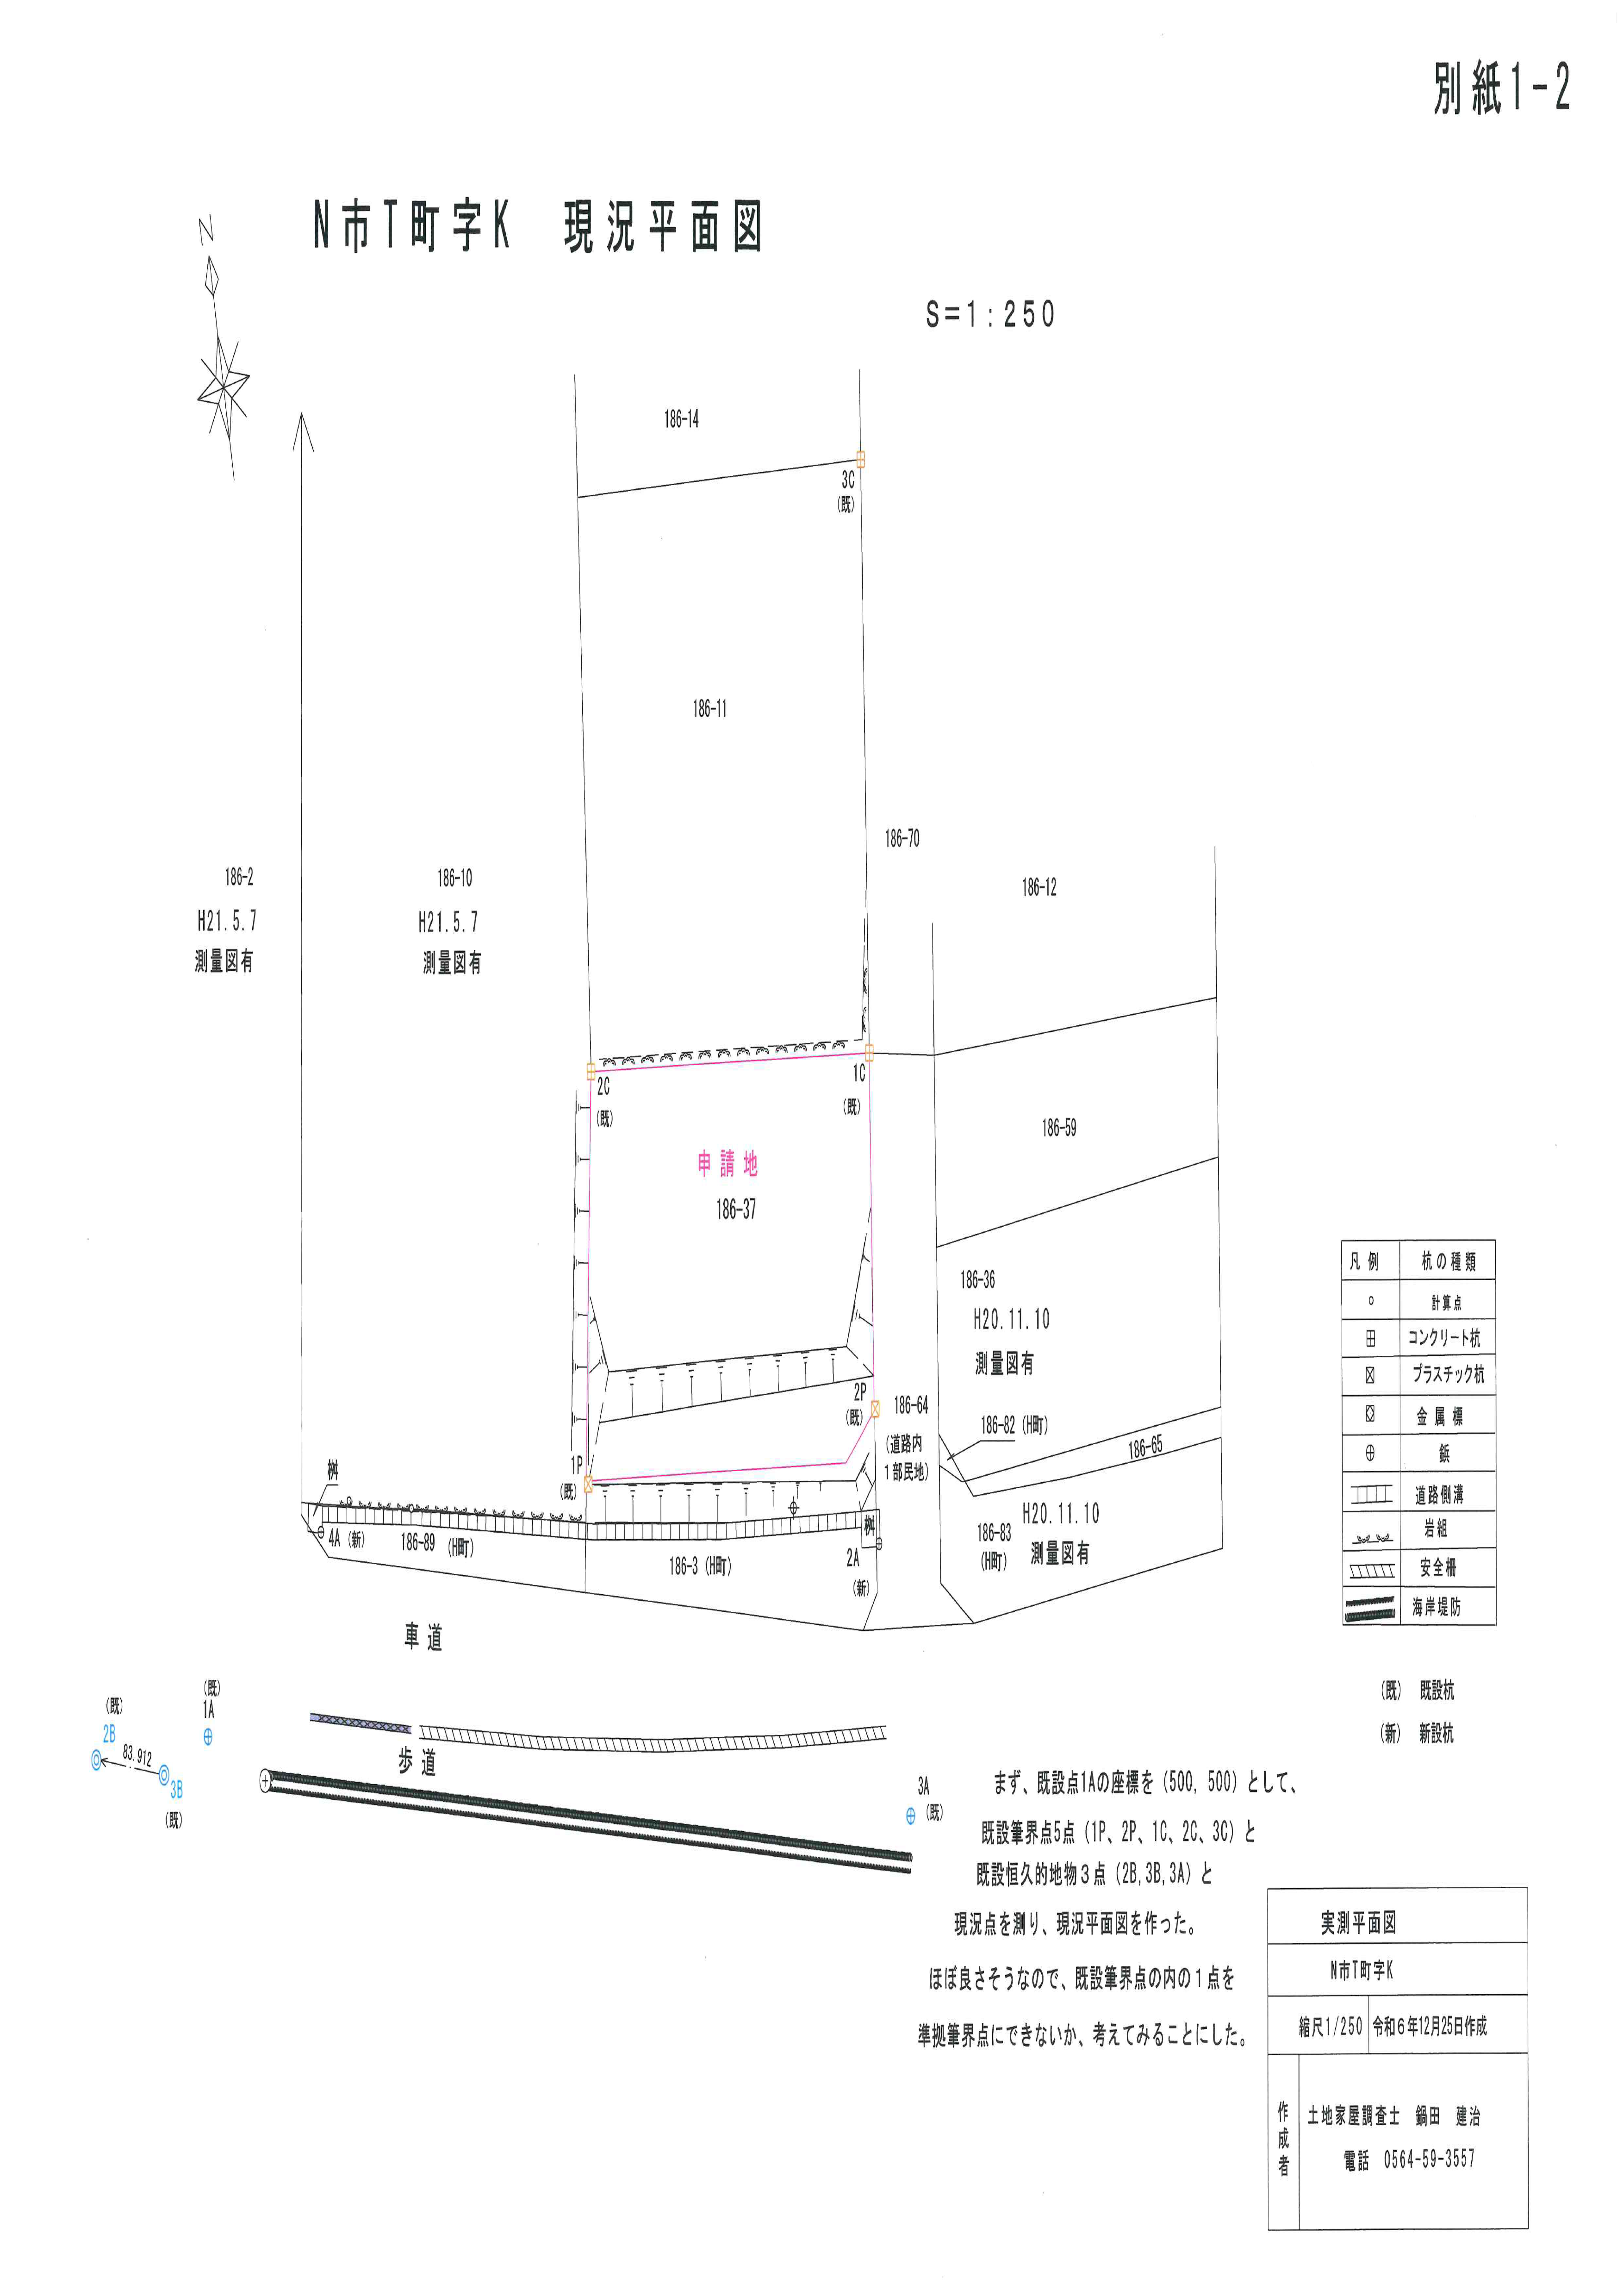 別紙1-2
N市T町字K 現況平面図
S=1:250
N
186-14
3C
(既)
186-11
186-70
186-2
H21.5.7
測量図有
186-10
H21.5.7
測量図有
186-12
2C
(既)
1C
(既)
186-59
申請地
186-37
186-36
H20.11.10
測量図有
2P
(既)
186-64
(道路内
1部民地)
186-82 (H町)
186-65
1P
(既)
桝
4A (新)
186-89 (H町)
186-3 (H町)
桝
2A
(新)
186-83
(H町)
H20.11.10
測量図有
車道
(既)
1A
(既)
2B
83.912
3B
(既)
歩道
3A
(既)
凡例 杭の種類
計算点
コンクリート杭
プラスチック杭
金属標
鋲
道路側溝
岩組
安全柵
海岸堤防
(既) 既設杭
(新) 新設杭
まず、既設点1Aの座標を(500, 500)として、
既設筆界点5点(1P、2P、1C、2C、3C)と
既設恒久的地物3点(2B,3B,3A)と
現況点を測り、現況平面図を作った。
ほぼ良さそうなので、既設筆界点の内の1点を
準拠筆界点にできないか、考えてみることにした。
実測平面図
N市T町字K
縮尺1/250 令和6年12月25日作成
作成者
土地家屋調査士 鍋田 建治
電話 0564-59-3557